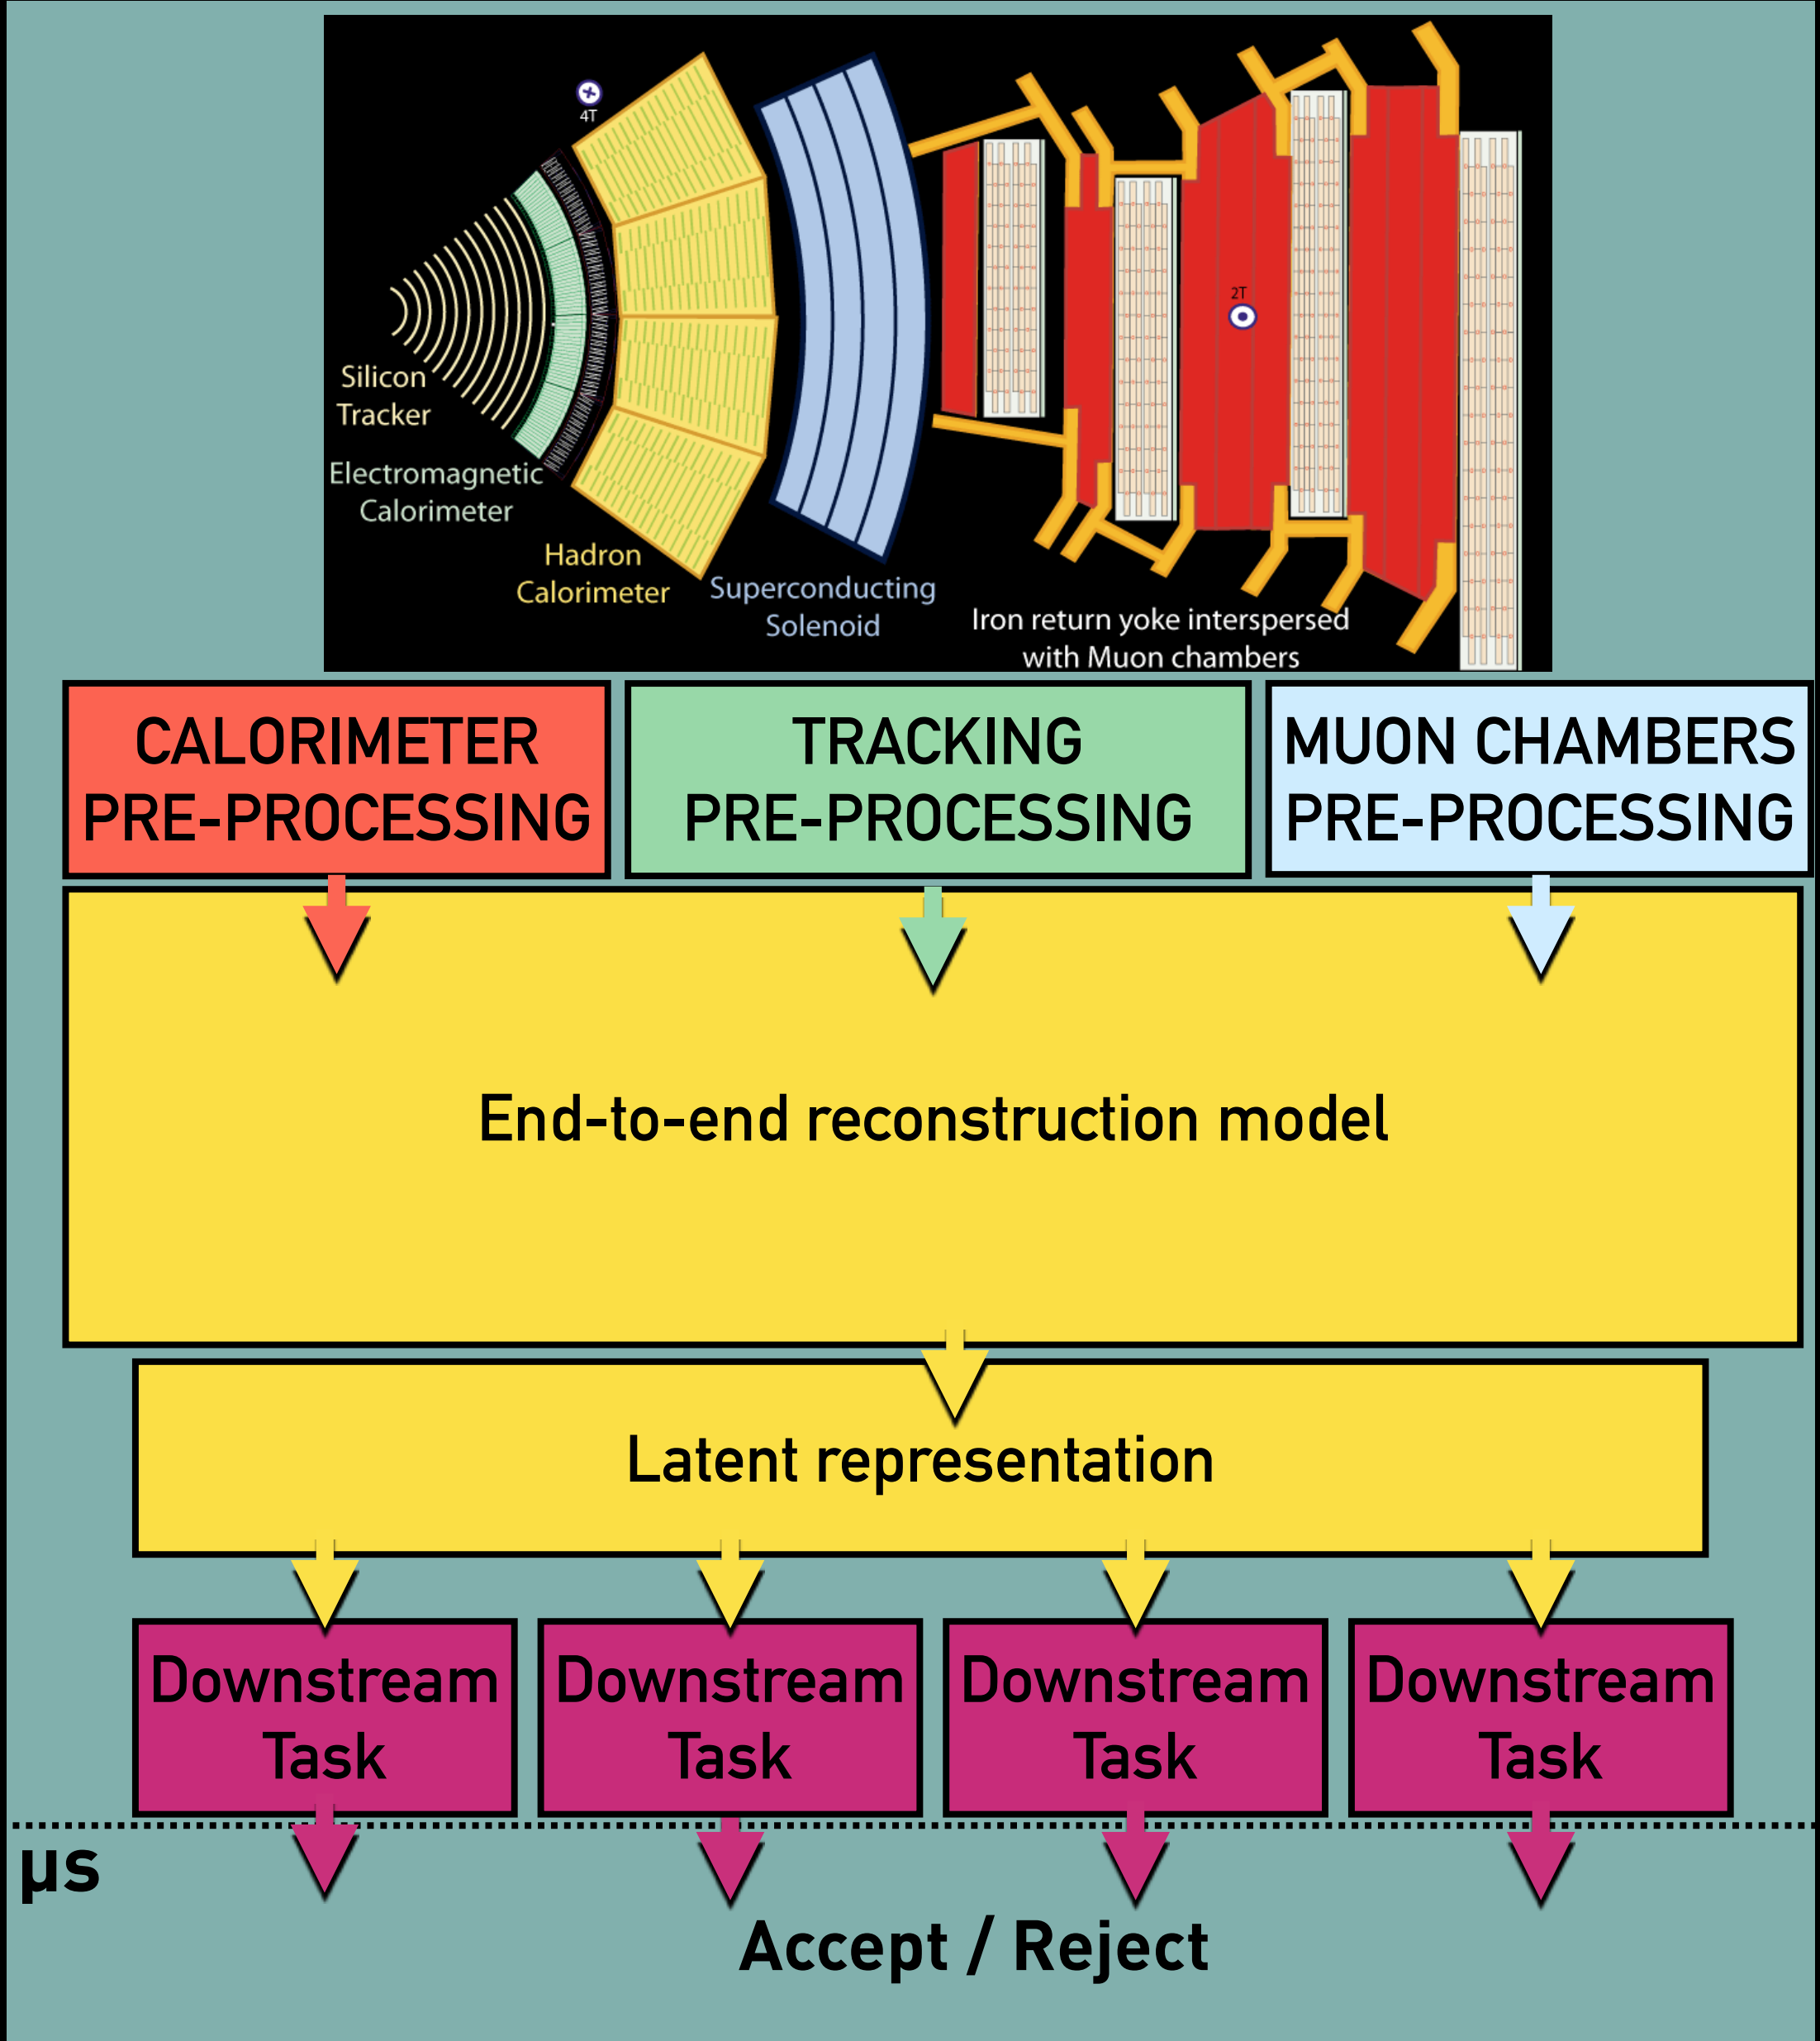 4T
2T
Silicon
Tracker
Electromagnetic
Calorimeter
Hadron
Calorimeter
Superconducting
Solenoid
Iron return yoke interspersed
with Muon chambers
CALORIMETER
PRE-PROCESSING
TRACKING
PRE-PROCESSING
MUON CHAMBERS
PRE-PROCESSING
End-to-end reconstruction model
Latent representation
Downstream
Task
Downstream
Task
Downstream
Task
Downstream
Task
μs
Accept / Reject